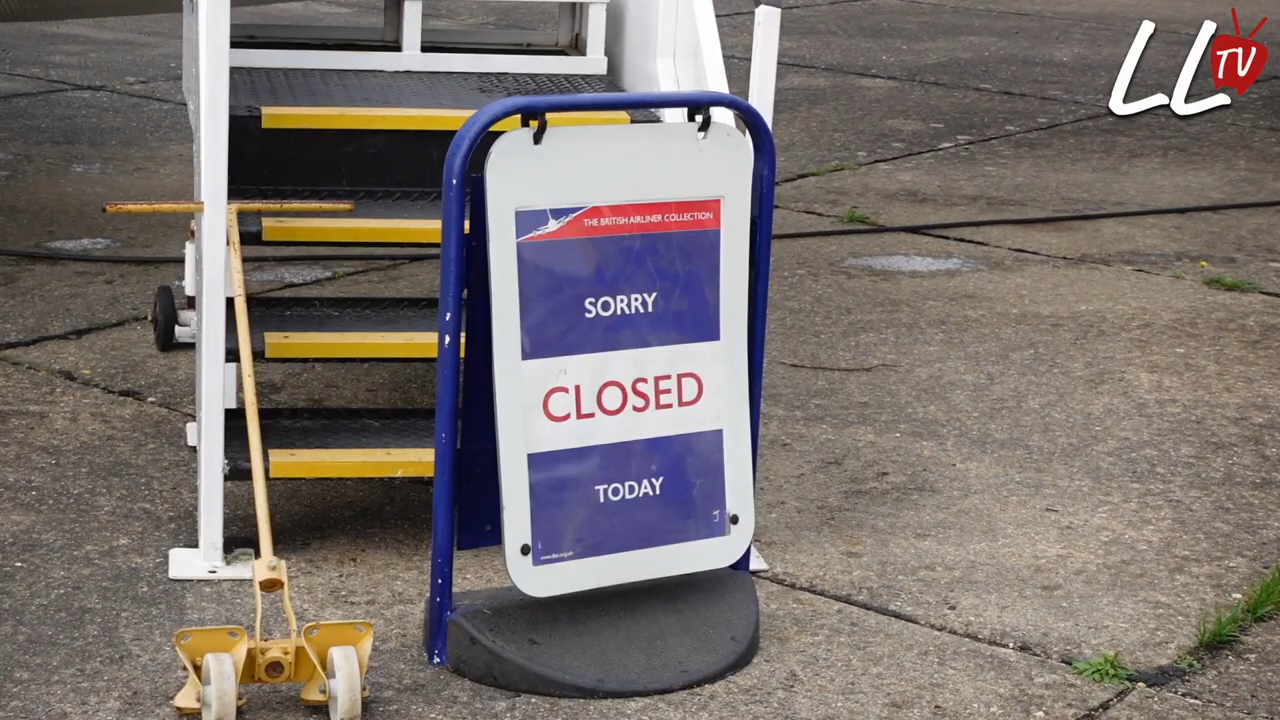 LL TV
THE BRITISH AIRLINER COLLECTION
SORRY
CLOSED
TODAY